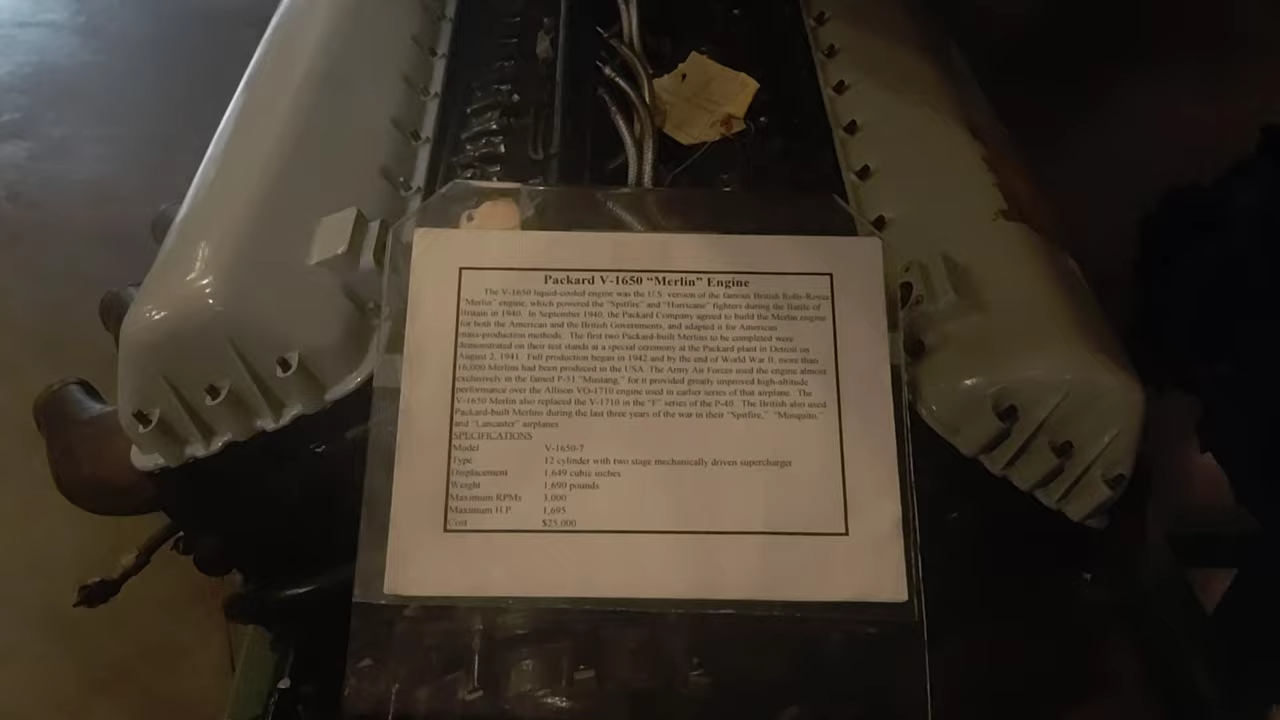 Packard V-1650 “Merlin” Engine
The V-1650 liquid-cooled engine was the U.S. version of the famous British Rolls-Royce
"Merlin" engine, which powered the "Spitfire" and "Hurricane" fighters during the Battle of
Britain in 1940. In September 1940, the Packard Company agreed to build the Merlin engine
for both the American and the British Governments, and adapted it for American
mass-production methods. The first two Packard-built Merlins to be completed were
demonstrated on their test stands at a special ceremony at the Packard plant in Detroit on
August 2, 1941. Full production began in 1942 and by the end of World War II, more than
16,000 Merlins had been produced in the USA. The Army Air Forces used the engine almost
exclusively in the famed P-51 "Mustang," for it provided greatly improved high-altitude
performance over the Allison VO-1710 engine used in earlier series of that airplane. The
V-1650 Merlin also replaced the V-1710 in the "F" series of the P-40. The British also used
Packard-built Merlins during the last three years of the war in their "Spitfire," "Mosquito,"
and "Lancaster" airplanes
SPECIFICATIONS
Model V-1650-7
Type 12 cylinder with two stage mechanically driven supercharger
Displacement 1,649 cubic inches
Weight 1,690 pounds
Maximum RPMs 3,000
Maximum H.P. 1,695
Cost $25,000